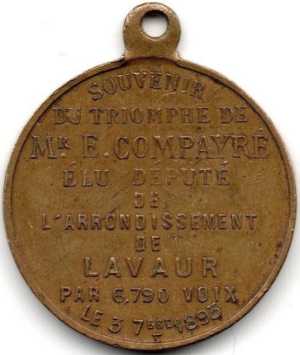 SOUVENIR
DU TRIOMPHE DE
MR E. COMPAYRÉ
ÉLU DÉPUTÉ
DE
L'ARRONDISSEMENT
DE
LAVAUR
PAR 6,790 VOIX
LE 3 7BRE